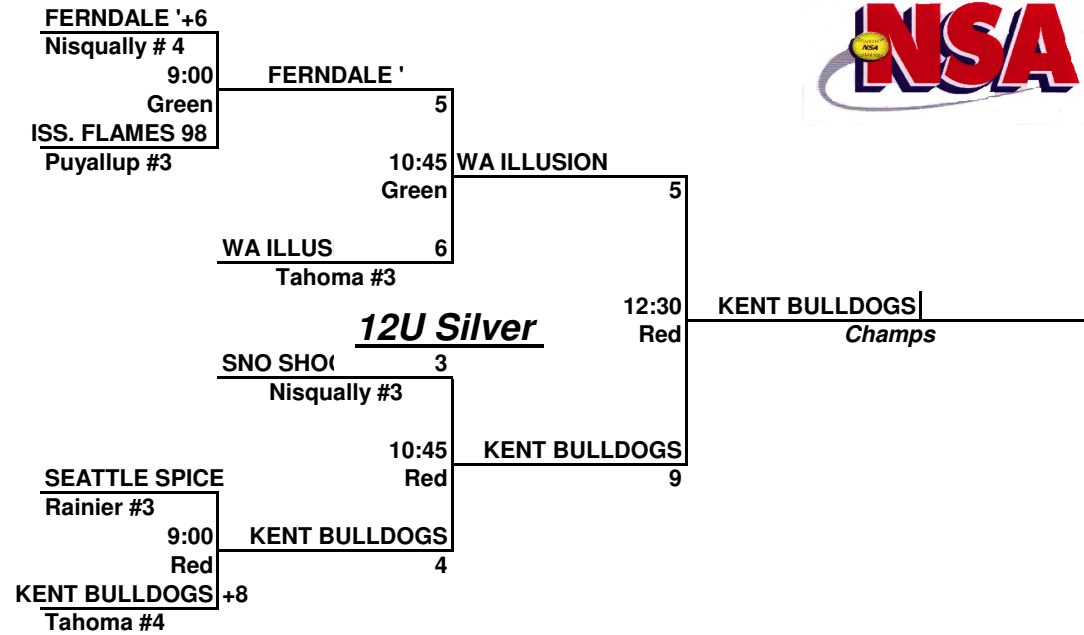 FERNDALE '+6
Nisqually # 4
9:00
Green
ISS. FLAMES 98
Puyallup #3
FERNDALE '
5
10:45
Green
WA ILLUS
6
Tahoma #3
WA ILLUSION
5
NSA
NSA
12U Silver
12:30
Red
KENT BULLDOGS
Champs
SNO SHO
3
Nisqually #3
10:45
Red
KENT BULLDOGS
9
SEATTLE SPICE
Rainier #3
9:00
Red
KENT BULLDOGS +8
Tahoma #4
KENT BULLDOGS
4